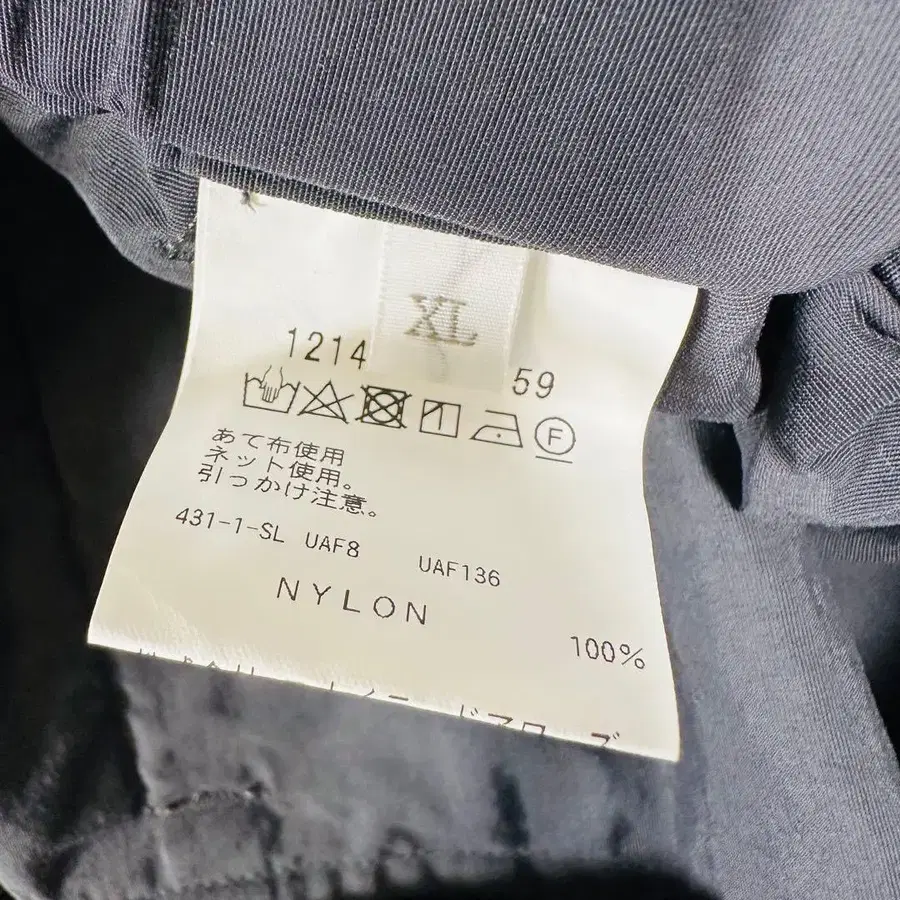 XL
1214 59
F
あて布使用
ネット使用。
引っかけ注意。
431-1-SL UAF8 UAF136
NYLON
100%